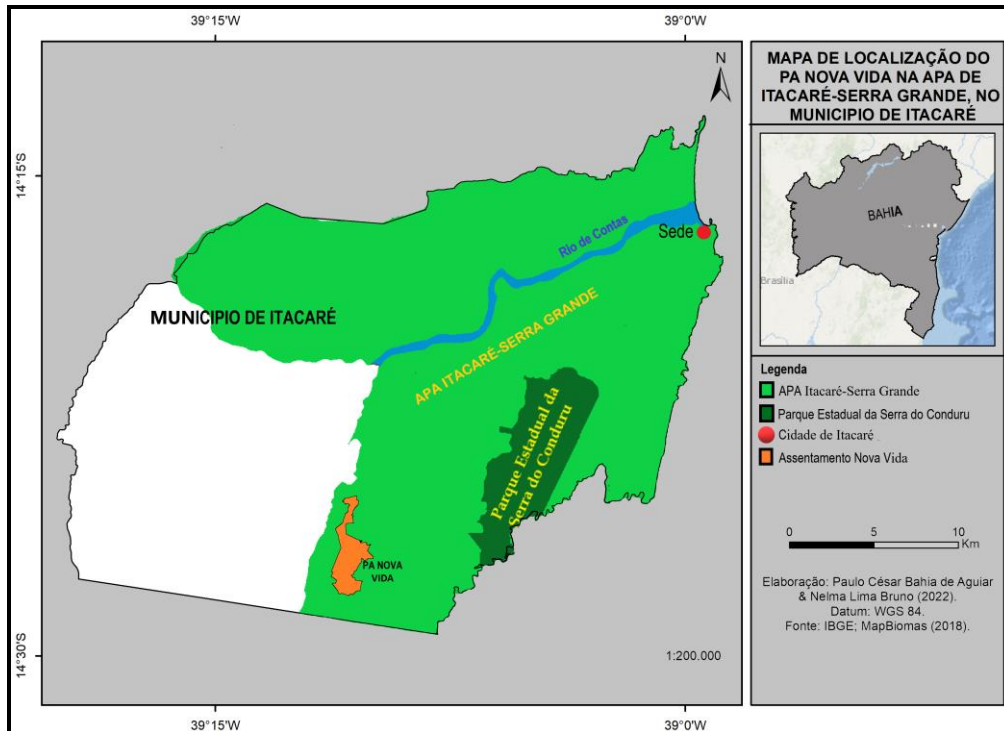 39°15'W
39°0'W
14°15'S
14°30'S
N
Sede
Rio de Contas
MUNICIPIO DE ITACARÉ
APA ITACARÉ-SERRA GRANDE
Parque Estadual da
Serra do Conduru
PA NOVA
VIDA
1:200.000
39°15'W
39°0'W
MAPA DE LOCALIZAÇÃO DO
PA NOVA VIDA NA APA DE
ITACARÉ-SERRA GRANDE, NO
MUNICIPIO DE ITACARÉ
BAHIA
Brasília
Legenda
APA Itacaré-Serra Grande
Parque Estadual da Serra do Conduru
Cidade de Itacaré
Assentamento Nova Vida
0 5 10
Km
Elaboração: Paulo César Bahia de Aguiar
& Nelma Lima Bruno (2022).
Datum: WGS 84.
Fonte: IBGE; MapBiomas (2018).